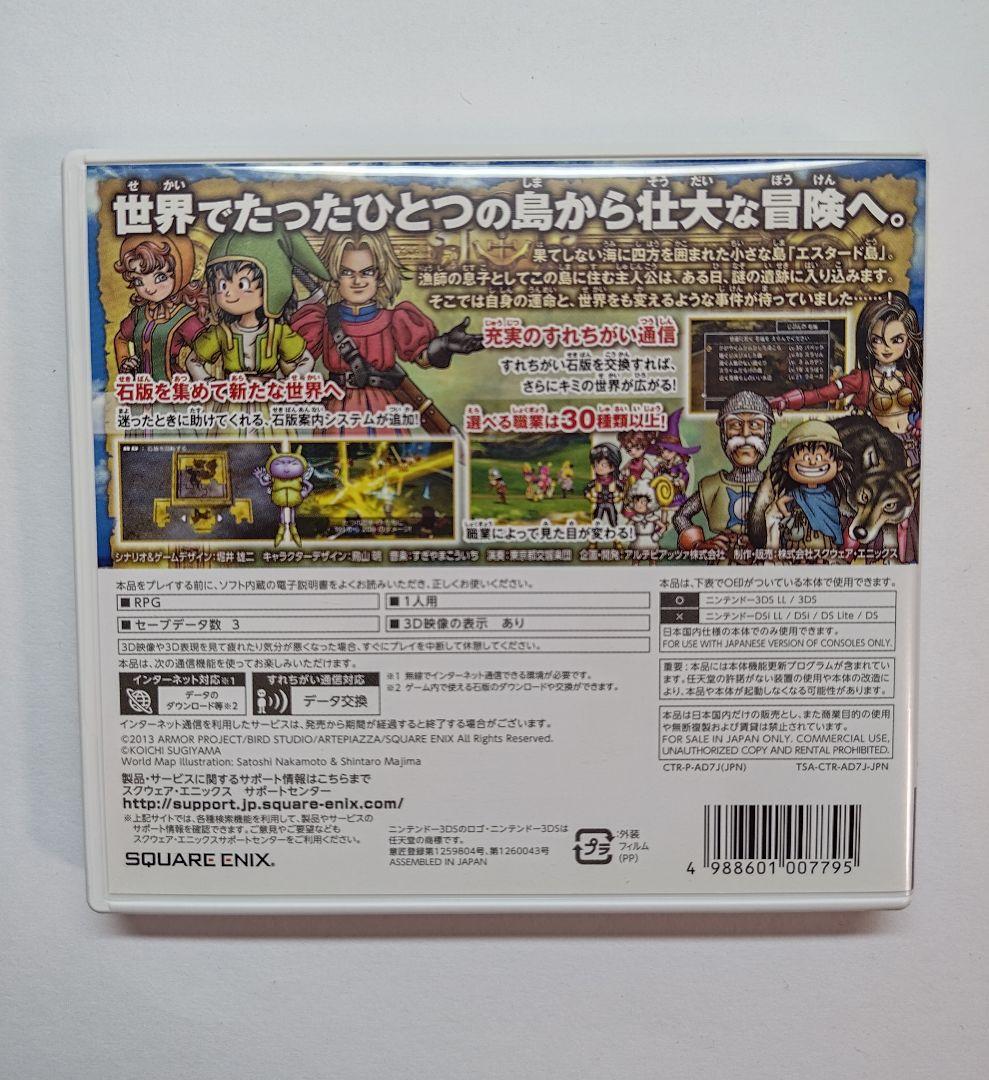 世界でたったひとつの島から壮大な冒険へ。
果てしない海に四方を囲まれた小さな島「エスタード島」。
漁師の息子としてこの島に住む主人公は、ある日、謎の遺跡に入り込みます。
そこでは自身の運命と、世界をも変えるような事件が待っていました……！
充実のすれちがい通信
すれちがい石版を交換すれば、
さらにキミの世界が広がる！
石版を集めて新たな世界へ
迷ったときに助けてくれる、石版案内システムが追加！
選べる職業は30種類以上！
職業によって見た目が変わる！
シナリオ&ゲームデザイン：堀井 雄二 キャラクターデザイン：鳥山 明 音楽：すぎやまこういち 演奏：東京都交響楽団 企画・開発：アルテピアッツァ株式会社 制作・販売：株式会社スクウェア・エニックス
本品をプレイする前に、ソフト内蔵の電子説明書をよくお読みいただき、正しくお使いください。
■RPG
■1人用
■セーブデータ数 3
■3D映像の表示 あり
3D映像や3D表現を見て疲れたり気分が悪くなった場合、すぐにプレイを中断して休憩してください。
本品は、次の通信機能を使ってお楽しみいただけます。
インターネット対応※1
データの
ダウンロード等※2
すれちがい通信対応
データ交換
※1 無線でインターネット通信できる環境が必要です。
※2 ゲーム内で使える石版のダウンロードや交換ができます。
インターネット通信を利用したサービスは、発売から期間が経過すると終了する場合がございます。
©2013 ARMOR PROJECT/BIRD STUDIO/ARTEPIAZZA/SQUARE ENIX All Rights Reserved.
©KOICHI SUGIYAMA
World Map Illustration: Satoshi Nakamoto & Shintaro Majima
製品・サービスに関するサポート情報はこちらまで
スクウェア・エニックス サポートセンター
http://support.jp.square-enix.com/
※上記サイトでは、各種検索機能を利用して、製品やサービスの
サポート情報を確認できます。ご意見やご要望なども
スクウェア・エニックスサポートセンターをご利用ください。
SQUARE ENIX.
ニンテンドー3DSのロゴ・ニンテンドー3DSは
任天堂の商標です。
意匠登録第1259804号、第1260043号
ASSEMBLED IN JAPAN
プラ
:外装
フィルム
(PP)
本品は、下表で○印がついている本体で使用できます。
○ ニンテンドー3DS LL / 3DS
× ニンテンドーDSi LL / DSi / DS Lite / DS
日本国内仕様の本体でのみ使用できます。
FOR USE WITH JAPANESE VERSION OF CONSOLES ONLY.
重要：本品には本体機能更新プログラムが含まれてい
ます。任天堂の許諾がない装置の使用や本体の改造によ
り、本品や本体が起動しなくなる可能性があります。
本品は日本国内だけの販売とし、また商業目的の使用
や無断複製および賃貸は禁止されています。
FOR SALE IN JAPAN ONLY. COMMERCIAL USE,
UNAUTHORIZED COPY AND RENTAL PROHIBITED.
CTR-P-AD7J(JPN) TSA-CTR-AD7J-JPN
4 988601 007795